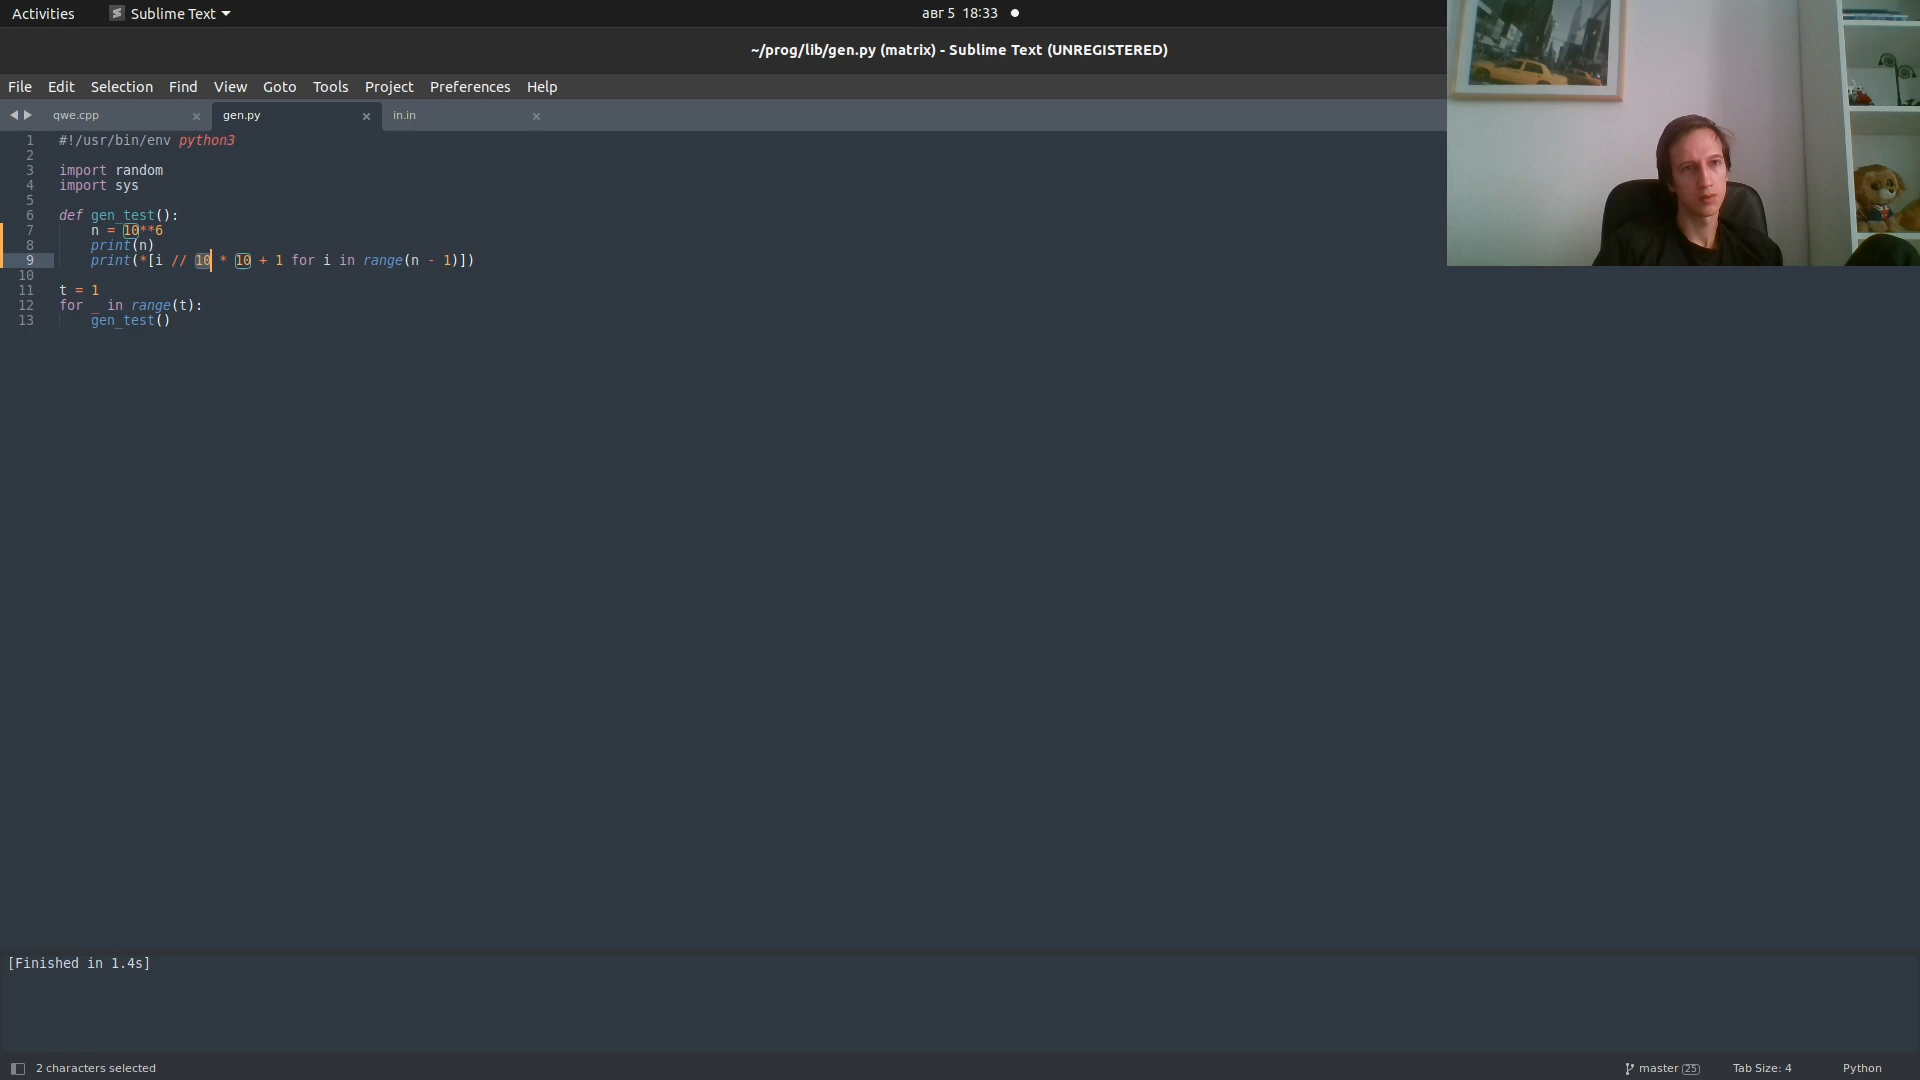 Activities
Sublime Text
авг 5 18:33
~/prog/lib/gen.py (matrix) - Sublime Text (UNREGISTERED)
File Edit Selection Find View Goto Tools Project Preferences Help
qwe.cpp
gen.py
in.in
1 #!/usr/bin/env python3
2
3 import random
4 import sys
5
6 def gen_test():
7     n = 10**6
8     print(n)
9     print(*[i // 10 * 10 + 1 for i in range(n - 1)])
10
11 t = 1
12 for _ in range(t):
13     gen_test()
[Finished in 1.4s]
2 characters selected
master 25
Tab Size: 4
Python